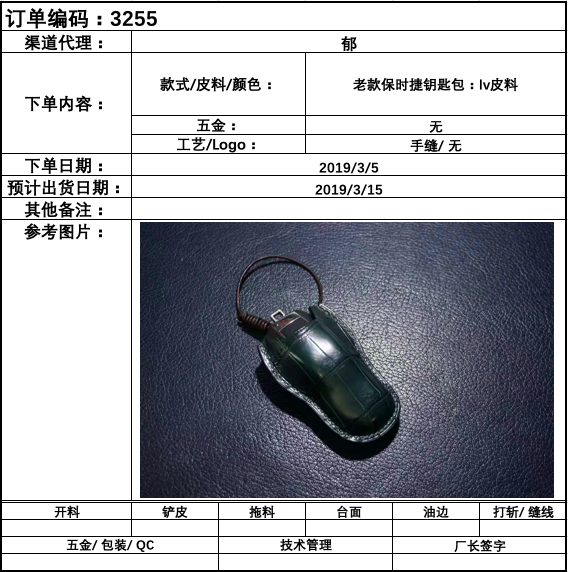 订单编码：3255
渠道代理： 郁
下单内容： 款式/皮料/颜色： 老款保时捷钥匙包：lv皮料
五金： 无
工艺/Logo： 手缝/ 无
下单日期： 2019/3/5
预计出货日期： 2019/3/15
其他备注：
参考图片：
开料 铲皮 拖料 台面 油边 打斩/ 缝线
五金/ 包装/ QC 技术管理 厂长签字